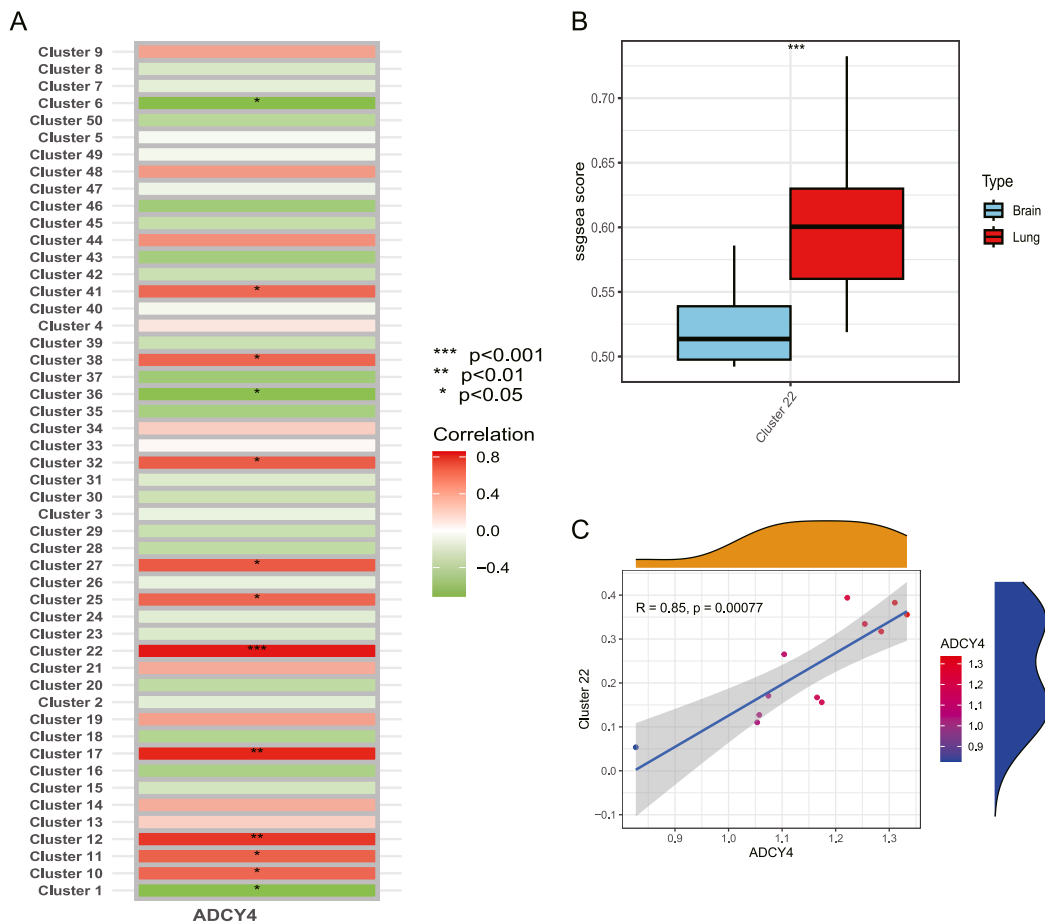 A
Cluster 9
Cluster 8
Cluster 7
Cluster 6
*
Cluster 50
Cluster 5
Cluster 49
Cluster 48
Cluster 47
Cluster 46
Cluster 45
Cluster 44
Cluster 43
Cluster 42
Cluster 41
*
Cluster 40
Cluster 4
Cluster 39
Cluster 38
*
Cluster 37
Cluster 36
*
Cluster 35
Cluster 34
Cluster 33
Cluster 32
*
Cluster 31
Cluster 30
Cluster 3
Cluster 29
Cluster 28
Cluster 27
*
Cluster 26
Cluster 25
*
Cluster 24
Cluster 23
Cluster 22
***
Cluster 21
Cluster 20
Cluster 2
Cluster 19
Cluster 18
Cluster 17
**
Cluster 16
Cluster 15
Cluster 14
Cluster 13
Cluster 12
**
Cluster 11
*
Cluster 10
*
Cluster 1
*
ADCY4
*** p<0.001
** p<0.01
* p<0.05
Correlation
0.8
0.4
0.0
−0.4
B
***
ssgsea score
0.70
0.65
0.60
0.55
0.50
Cluster 22
Type
Brain
Lung
C
R = 0.85, p = 0.00077
Cluster 22
0.4
0.3
0.2
0.1
0.0
−0.1
0.9
1.0
1.1
1.2
1.3
ADCY4
ADCY4
1.3
1.2
1.1
1.0
0.9